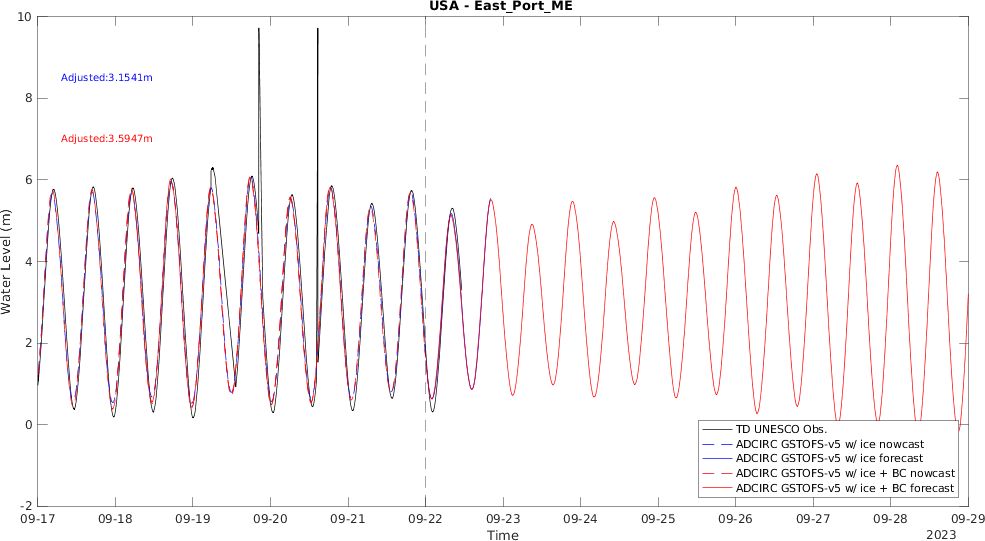 USA - East_Port_ME
10
8
6
4
2
0
-2
Water Level (m)
Adjusted:3.1541m
Adjusted:3.5947m
TD UNESCO Obs.
ADCIRC GSTOFS-v5 w/ ice nowcast
ADCIRC GSTOFS-v5 w/ ice forecast
ADCIRC GSTOFS-v5 w/ ice + BC nowcast
ADCIRC GSTOFS-v5 w/ ice + BC forecast
09-17 09-18 09-19 09-20 09-21 09-22 09-23 09-24 09-25 09-26 09-27 09-28 09-29
Time
2023